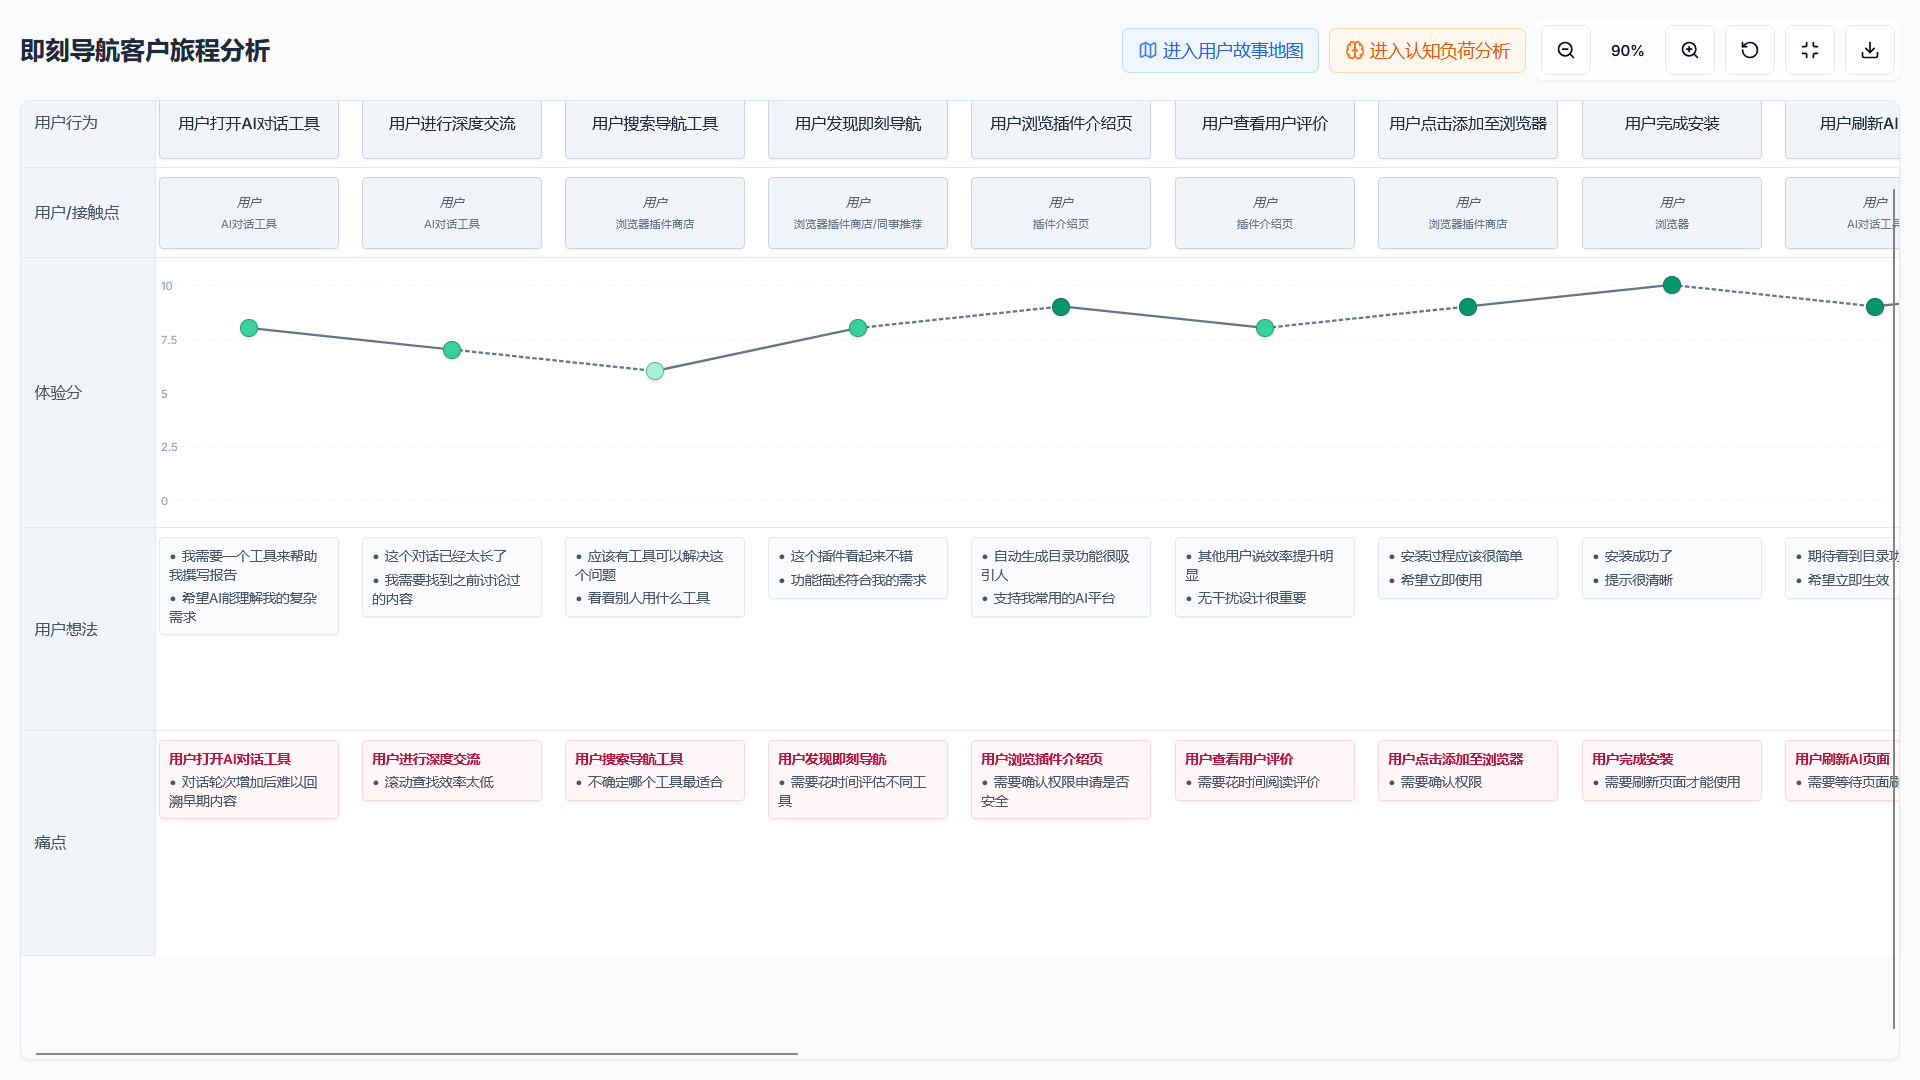 即刻导航客户旅程分析
进入用户故事地图
进入认知负荷分析
90%
用户行为
用户打开AI对话工具
用户进行深度交流
用户搜索导航工具
用户发现即刻导航
用户浏览插件介绍页
用户查看用户评价
用户点击添加至浏览器
用户完成安装
用户刷新AI
用户/接触点
用户
AI对话工具
用户
AI对话工具
用户
浏览器插件商店
用户
浏览器插件商店/同事推荐
用户
插件介绍页
用户
插件介绍页
用户
浏览器插件商店
用户
浏览器
用户
AI对话工具
体验分
10
7.5
5
2.5
0
用户想法
• 我需要一个工具来帮助
我撰写报告
• 希望AI能理解我的复杂
需求
• 这个对话已经太长了
• 我需要找到之前讨论过
的内容
• 应该有工具可以解决这
个问题
• 看看别人用什么工具
• 这个插件看起来不错
• 功能描述符合我的需求
• 自动生成目录功能很吸
引人
• 支持我常用的AI平台
• 其他用户说效率提升明
显
• 无干扰设计很重要
• 安装过程应该很简单
• 希望立即使用
• 安装成功了
• 提示很清晰
• 期待看到目录功
• 希望立即生效
痛点
用户打开AI对话工具
• 对话轮次增加后难以回
溯早期内容
用户进行深度交流
• 滚动查找效率太低
用户搜索导航工具
• 不确定哪个工具最适合
用户发现即刻导航
• 需要花时间评估不同工
具
用户浏览插件介绍页
• 需要确认权限申请是否
安全
用户查看用户评价
• 需要花时间阅读评价
用户点击添加至浏览器
• 需要确认权限
用户完成安装
• 需要刷新页面才能使用
用户刷新AI页面
• 需要等待页面刷